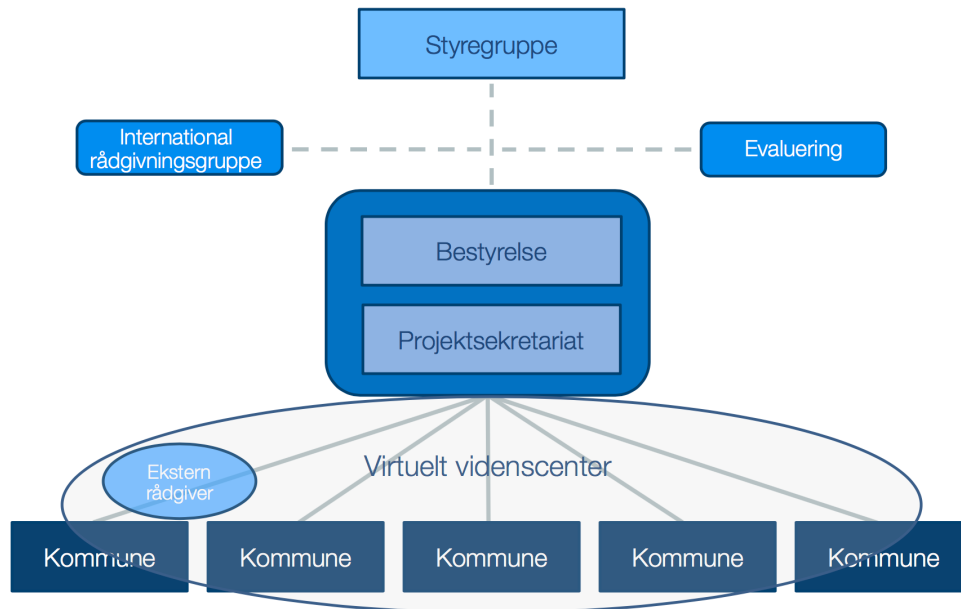 Styregruppe
International
rådgivningsgruppe
Evaluering
Bestyrelse
Projektsekretariat
Virtuelt videnscenter
Ekstern
rådgiver
Kommune
Kommune
Kommune
Kommune
Kommune